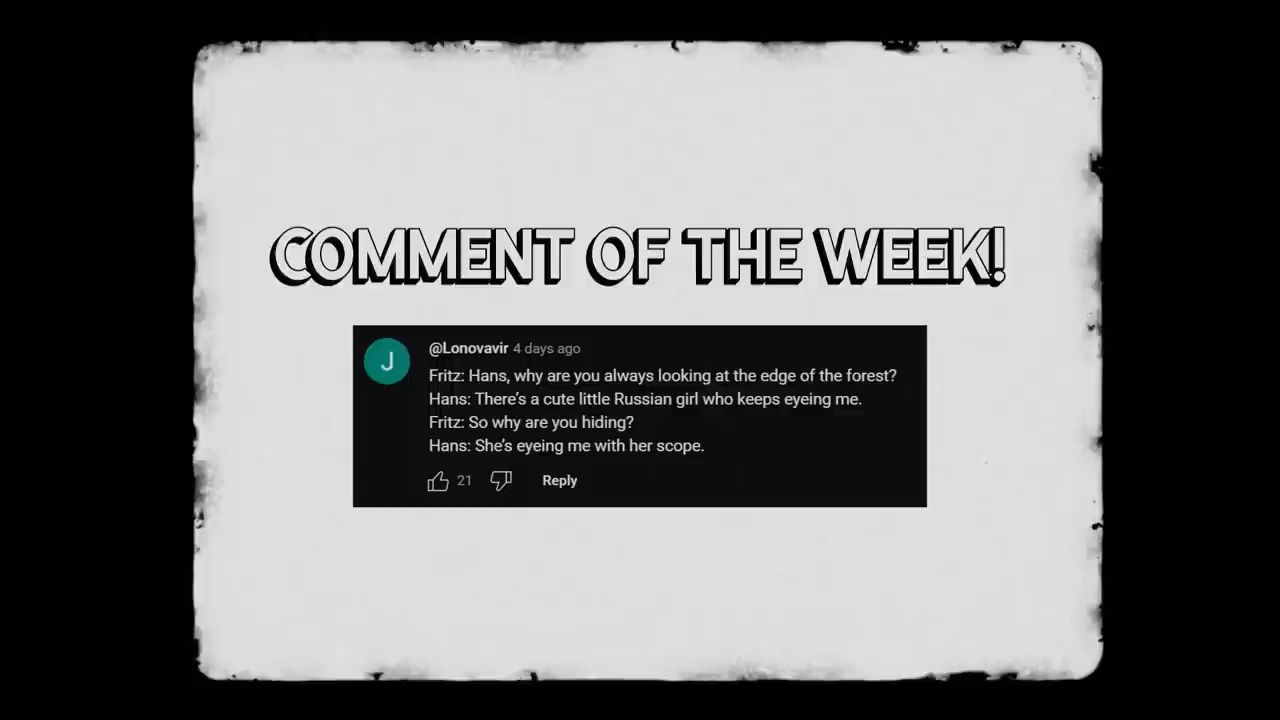 COMMENT OF THE WEEK!
J
@Lonovavir 4 days ago
Fritz: Hans, why are you always looking at the edge of the forest?
Hans: There's a cute little Russian girl who keeps eyeing me.
Fritz: So why are you hiding?
Hans: She's eyeing me with her scope.
21 Reply